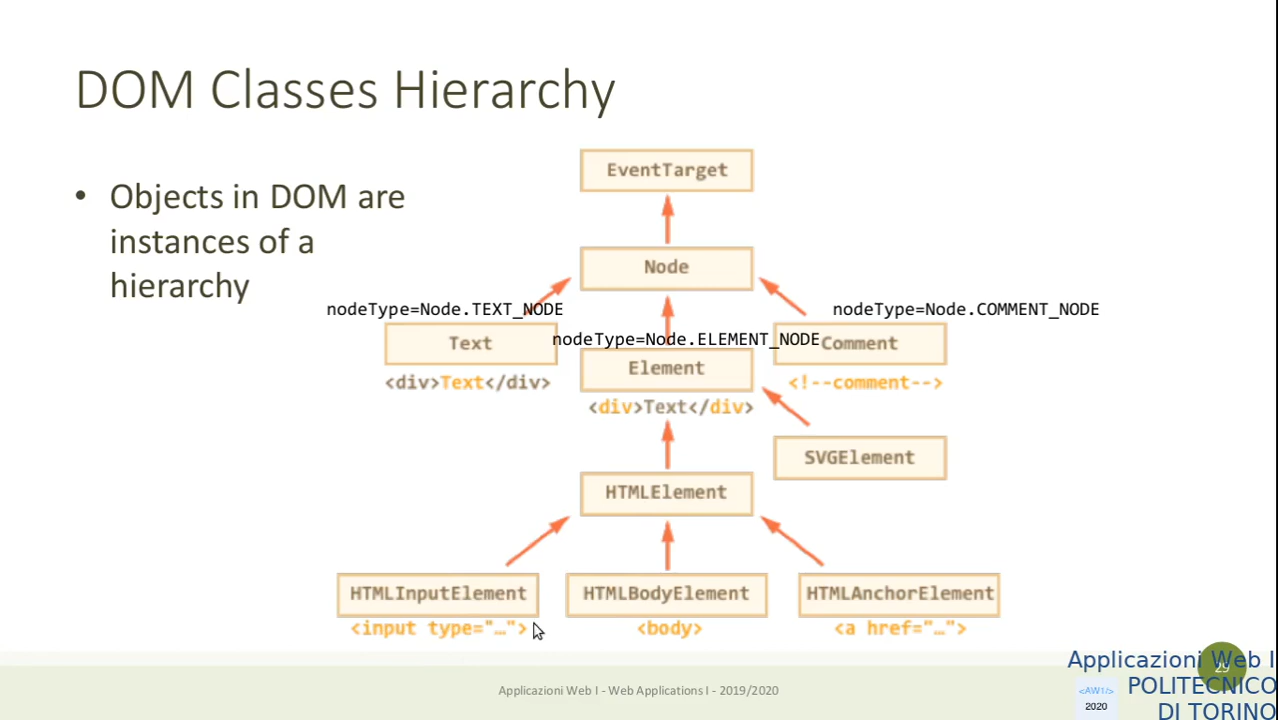 DOM Classes Hierarchy
• Objects in DOM are
instances of a
hierarchy
EventTarget
Node
nodeType=Node.TEXT_NODE
nodeType=Node.COMMENT_NODE
nodeType=Node.ELEMENT_NODE
Text
Comment
Element
<div>Text</div>
<!--comment-->
<div>Text</div>
SVGElement
HTMLElement
HTMLInputElement
HTMLBodyElement
HTMLAnchorElement
<input type="…">
<body>
<a href="…">
Applicazioni Web I - Web Applications I - 2019/2020
29
Applicazioni Web I
POLITECNICO
DI TORINO
<AW1/>
2020